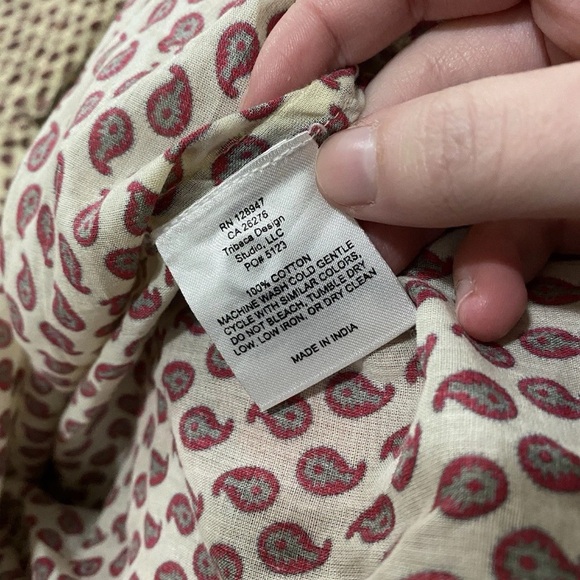 RN 128947
CA 26276
Tribeca Design
Studio, LLC
PO# 5123
100% COTTON
MACHINE WASH COLD GENTLE
CYCLE WITH SIMILAR COLORS,
DO NOT BLEACH, TUMBLE DRY
LOW, LOW IRON, OR DRY CLEAN
MADE IN INDIA